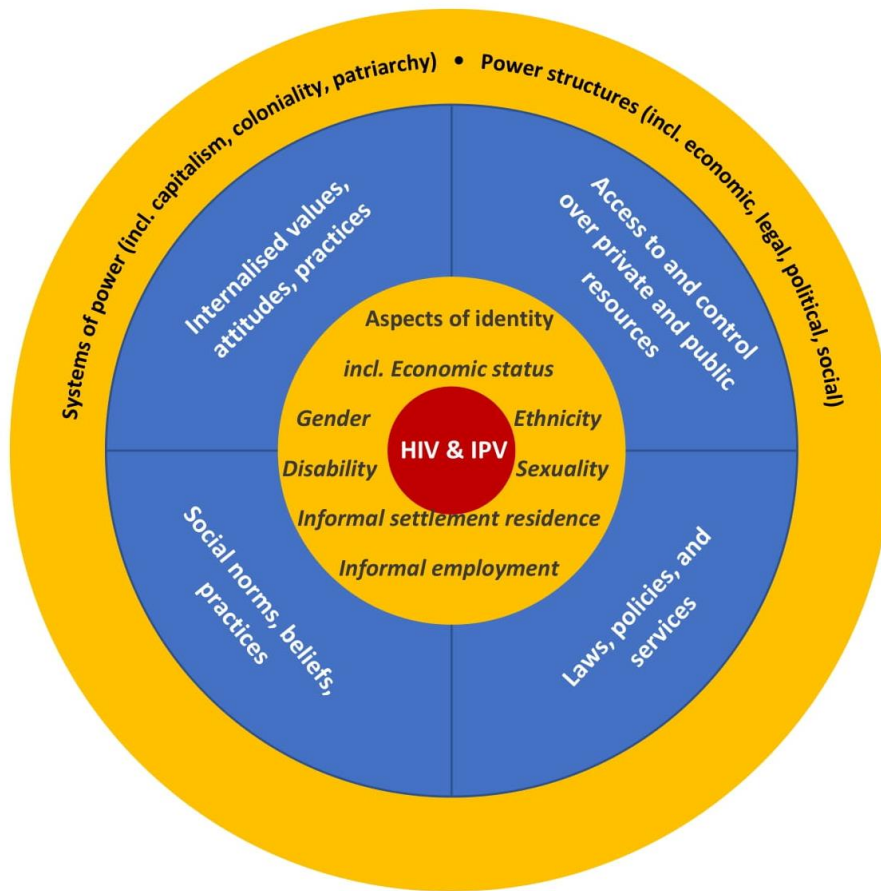 Systems of power (incl. capitalism, coloniality, patriarchy) • Power structures (incl. economic, legal, political, social)
Internalised values,
attitudes, practices
Access to and control
over private and public
resources
Aspects of identity
incl. Economic status
Gender
Ethnicity
HIV & IPV
Disability
Sexuality
Informal settlement residence
Informal employment
Social norms, beliefs,
practices
Laws, policies, and
services